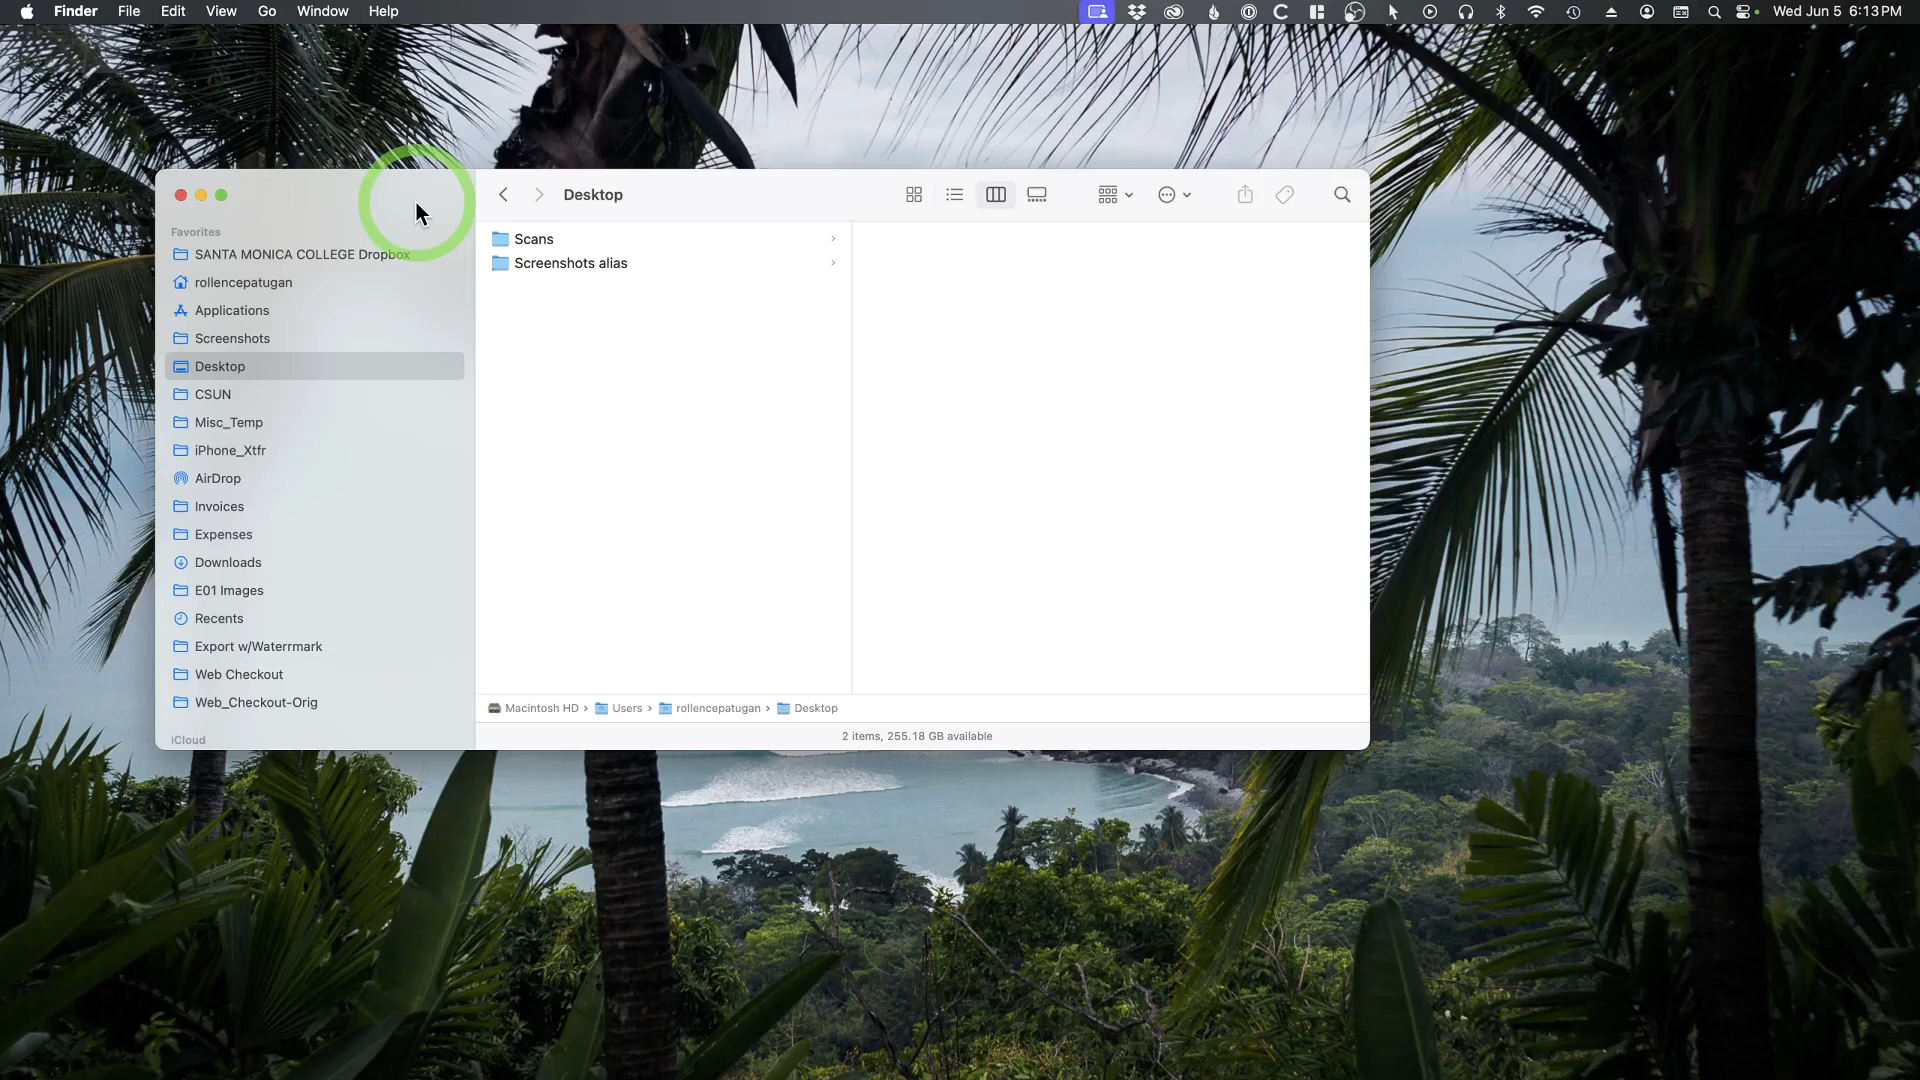 Finder File Edit View Go Window Help Wed Jun 5 6:13 PM
Desktop
Favorites
SANTA MONICA COLLEGE Dropbox
rollencepatugan
Applications
Screenshots
Desktop
CSUN
Misc_Temp
iPhone_Xtfr
AirDrop
Invoices
Expenses
Downloads
E01 Images
Recents
Export w/Waterrmark
Web Checkout
Web_Checkout-Orig
iCloud
Scans
Screenshots alias
Macintosh HD › Users › rollencepatugan › Desktop
2 items, 255.18 GB available